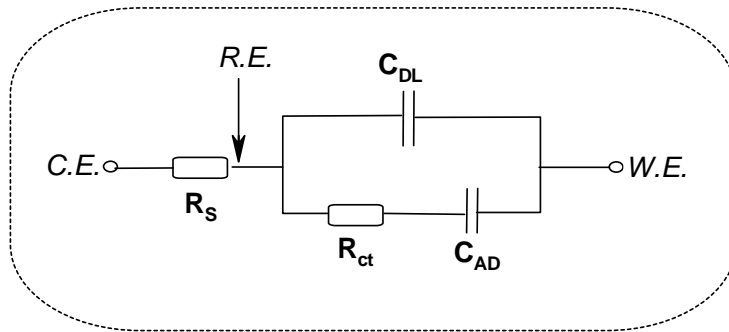 R.E.
C_DL
C.E.
W.E.
R_S
R_ct
C_AD